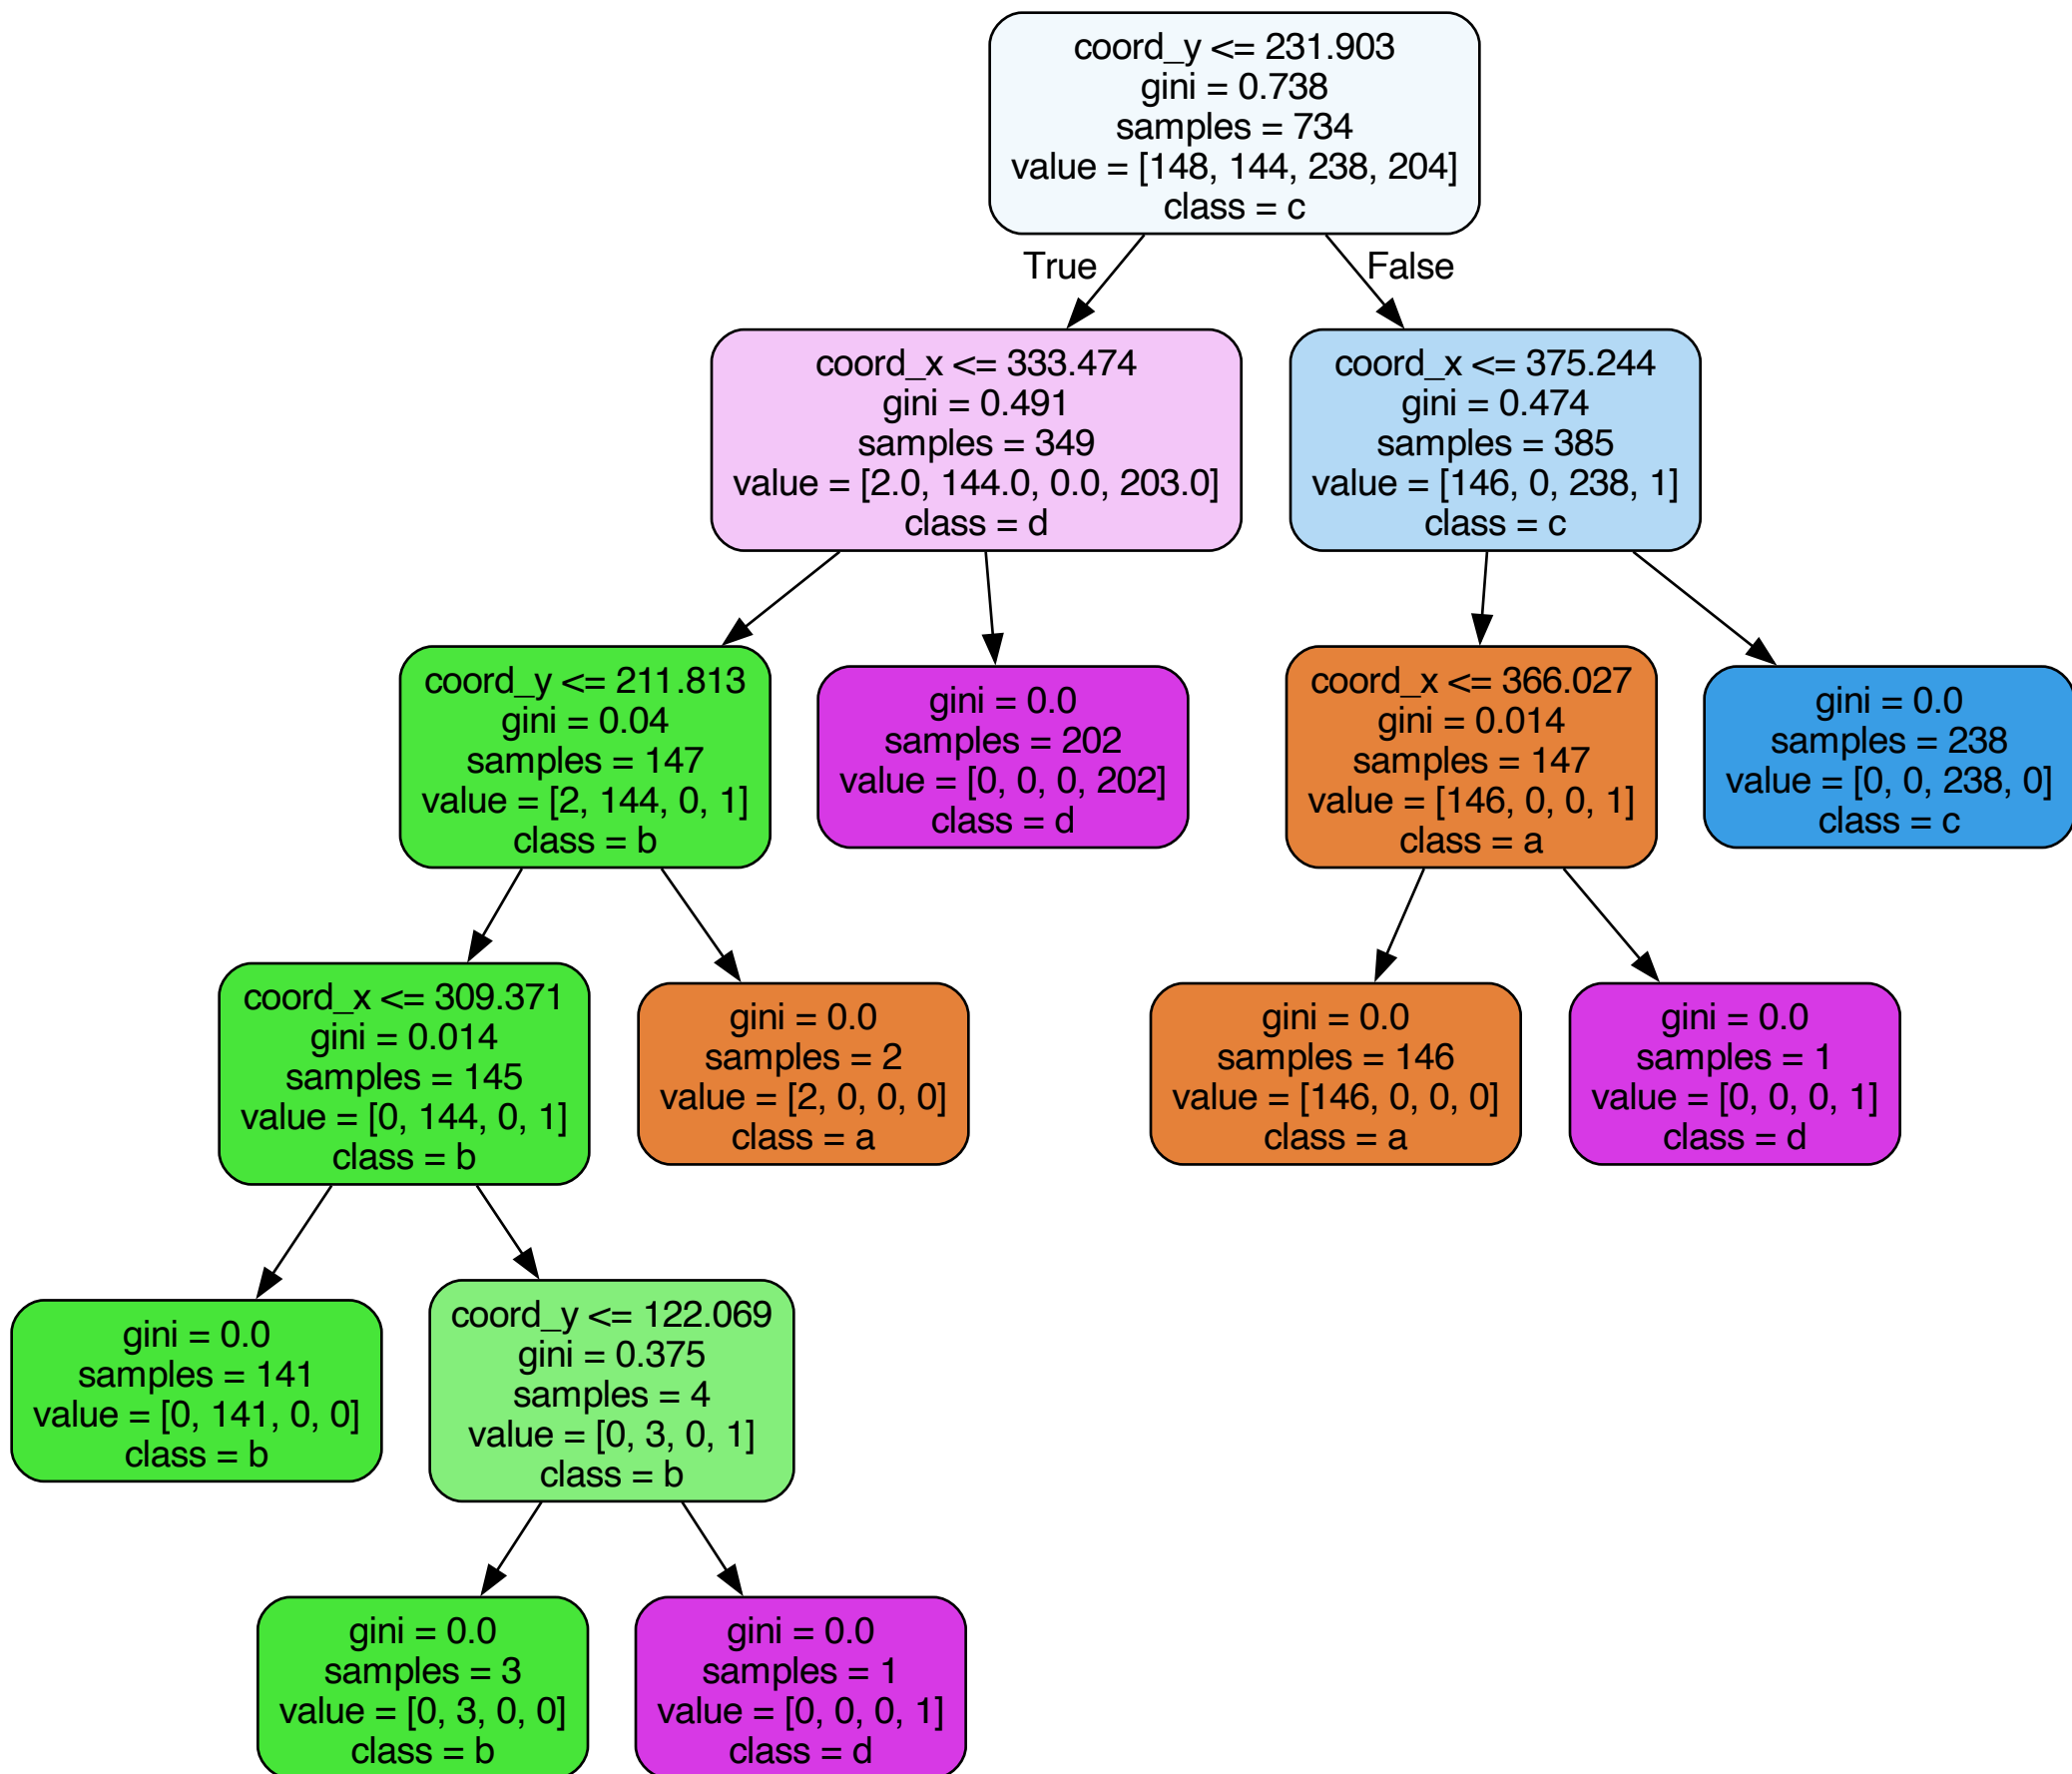 coord_y <= 231.903
gini = 0.738
samples = 734
value = [148, 144, 238, 204]
class = c
True
False
coord_x <= 333.474
gini = 0.491
samples = 349
value = [2.0, 144.0, 0.0, 203.0]
class = d
coord_x <= 375.244
gini = 0.474
samples = 385
value = [146, 0, 238, 1]
class = c
coord_y <= 211.813
gini = 0.04
samples = 147
value = [2, 144, 0, 1]
class = b
gini = 0.0
samples = 202
value = [0, 0, 0, 202]
class = d
coord_x <= 366.027
gini = 0.014
samples = 147
value = [146, 0, 0, 1]
class = a
gini = 0.0
samples = 238
value = [0, 0, 238, 0]
class = c
coord_x <= 309.371
gini = 0.014
samples = 145
value = [0, 144, 0, 1]
class = b
gini = 0.0
samples = 2
value = [2, 0, 0, 0]
class = a
gini = 0.0
samples = 146
value = [146, 0, 0, 0]
class = a
gini = 0.0
samples = 1
value = [0, 0, 0, 1]
class = d
gini = 0.0
samples = 141
value = [0, 141, 0, 0]
class = b
coord_y <= 122.069
gini = 0.375
samples = 4
value = [0, 3, 0, 1]
class = b
gini = 0.0
samples = 3
value = [0, 3, 0, 0]
class = b
gini = 0.0
samples = 1
value = [0, 0, 0, 1]
class = d